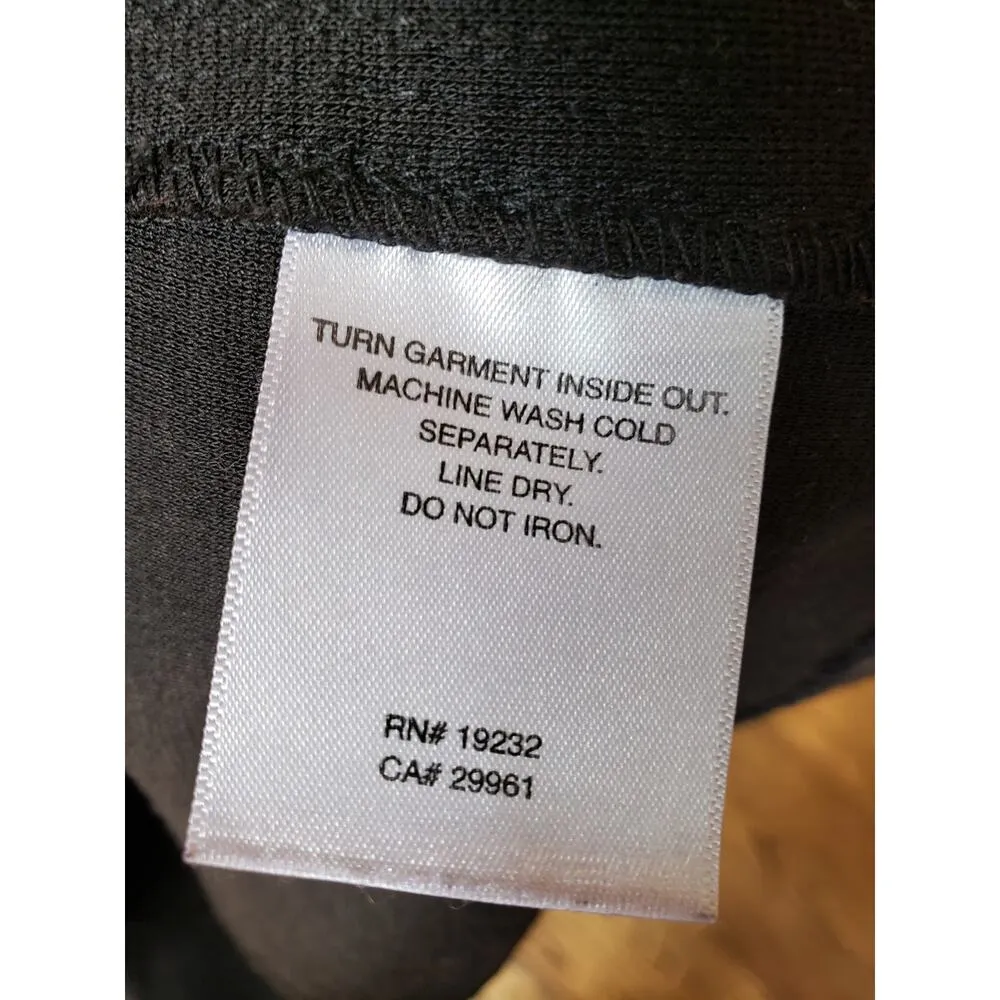 TURN GARMENT INSIDE OUT.
MACHINE WASH COLD
SEPARATELY.
LINE DRY.
DO NOT IRON.
RN# 19232
CA# 29961